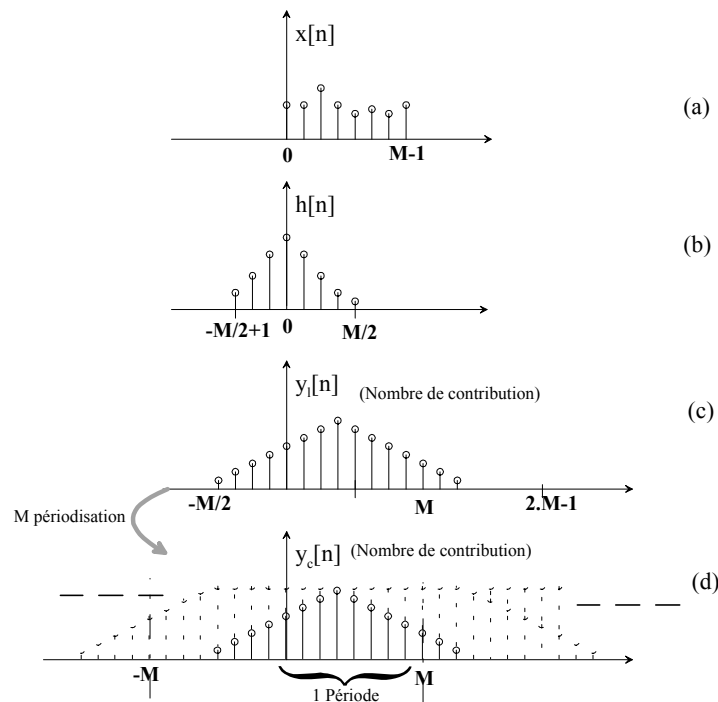 x[n]
(a)
0
M-1
h[n]
(b)
-M/2+1
0
M/2
y_l[n]
(Nombre de contribution)
(c)
-M/2
M
2.M-1
M périodisation
y_c[n]
(Nombre de contribution)
(d)
-M
M
1 Période